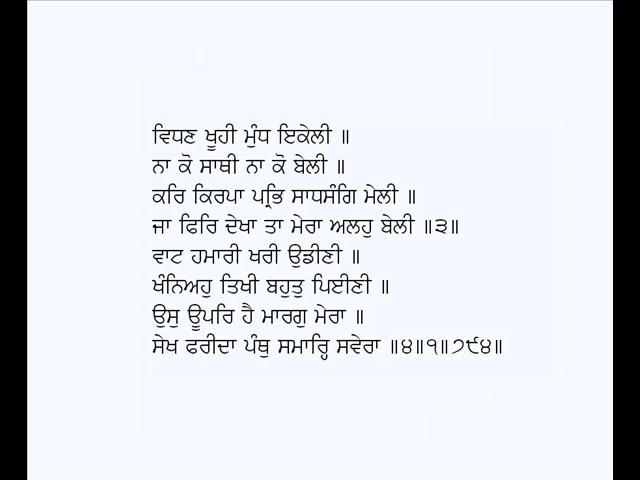 ਵਿਧਣ ਖੂਹੀ ਮੁੰਧ ਇਕੇਲੀ ॥
ਨਾ ਕੋ ਸਾਥੀ ਨਾ ਕੋ ਬੇਲੀ ॥
ਕਰਿ ਕਿਰਪਾ ਪ੍ਰਭਿ ਸਾਧਸੰਗਿ ਮੇਲੀ ॥
ਜਾ ਫਿਰਿ ਦੇਖਾ ਤਾ ਮੇਰਾ ਅਲਹੁ ਬੇਲੀ ॥੩॥
ਵਾਟ ਹਮਾਰੀ ਖਰੀ ਉਡੀਣੀ ॥
ਖੰਨਿਅਹੁ ਤਿਖੀ ਬਹੁਤੁ ਪਿਈਣੀ ॥
ਉਸੁ ਊਪਰਿ ਹੈ ਮਾਰਗੁ ਮੇਰਾ ॥
ਸੇਖ ਫਰੀਦਾ ਪੰਥੁ ਸਮਾਰ੍ਹਿ ਸਵੇਰਾ ॥੪॥੧॥੭੯੪॥